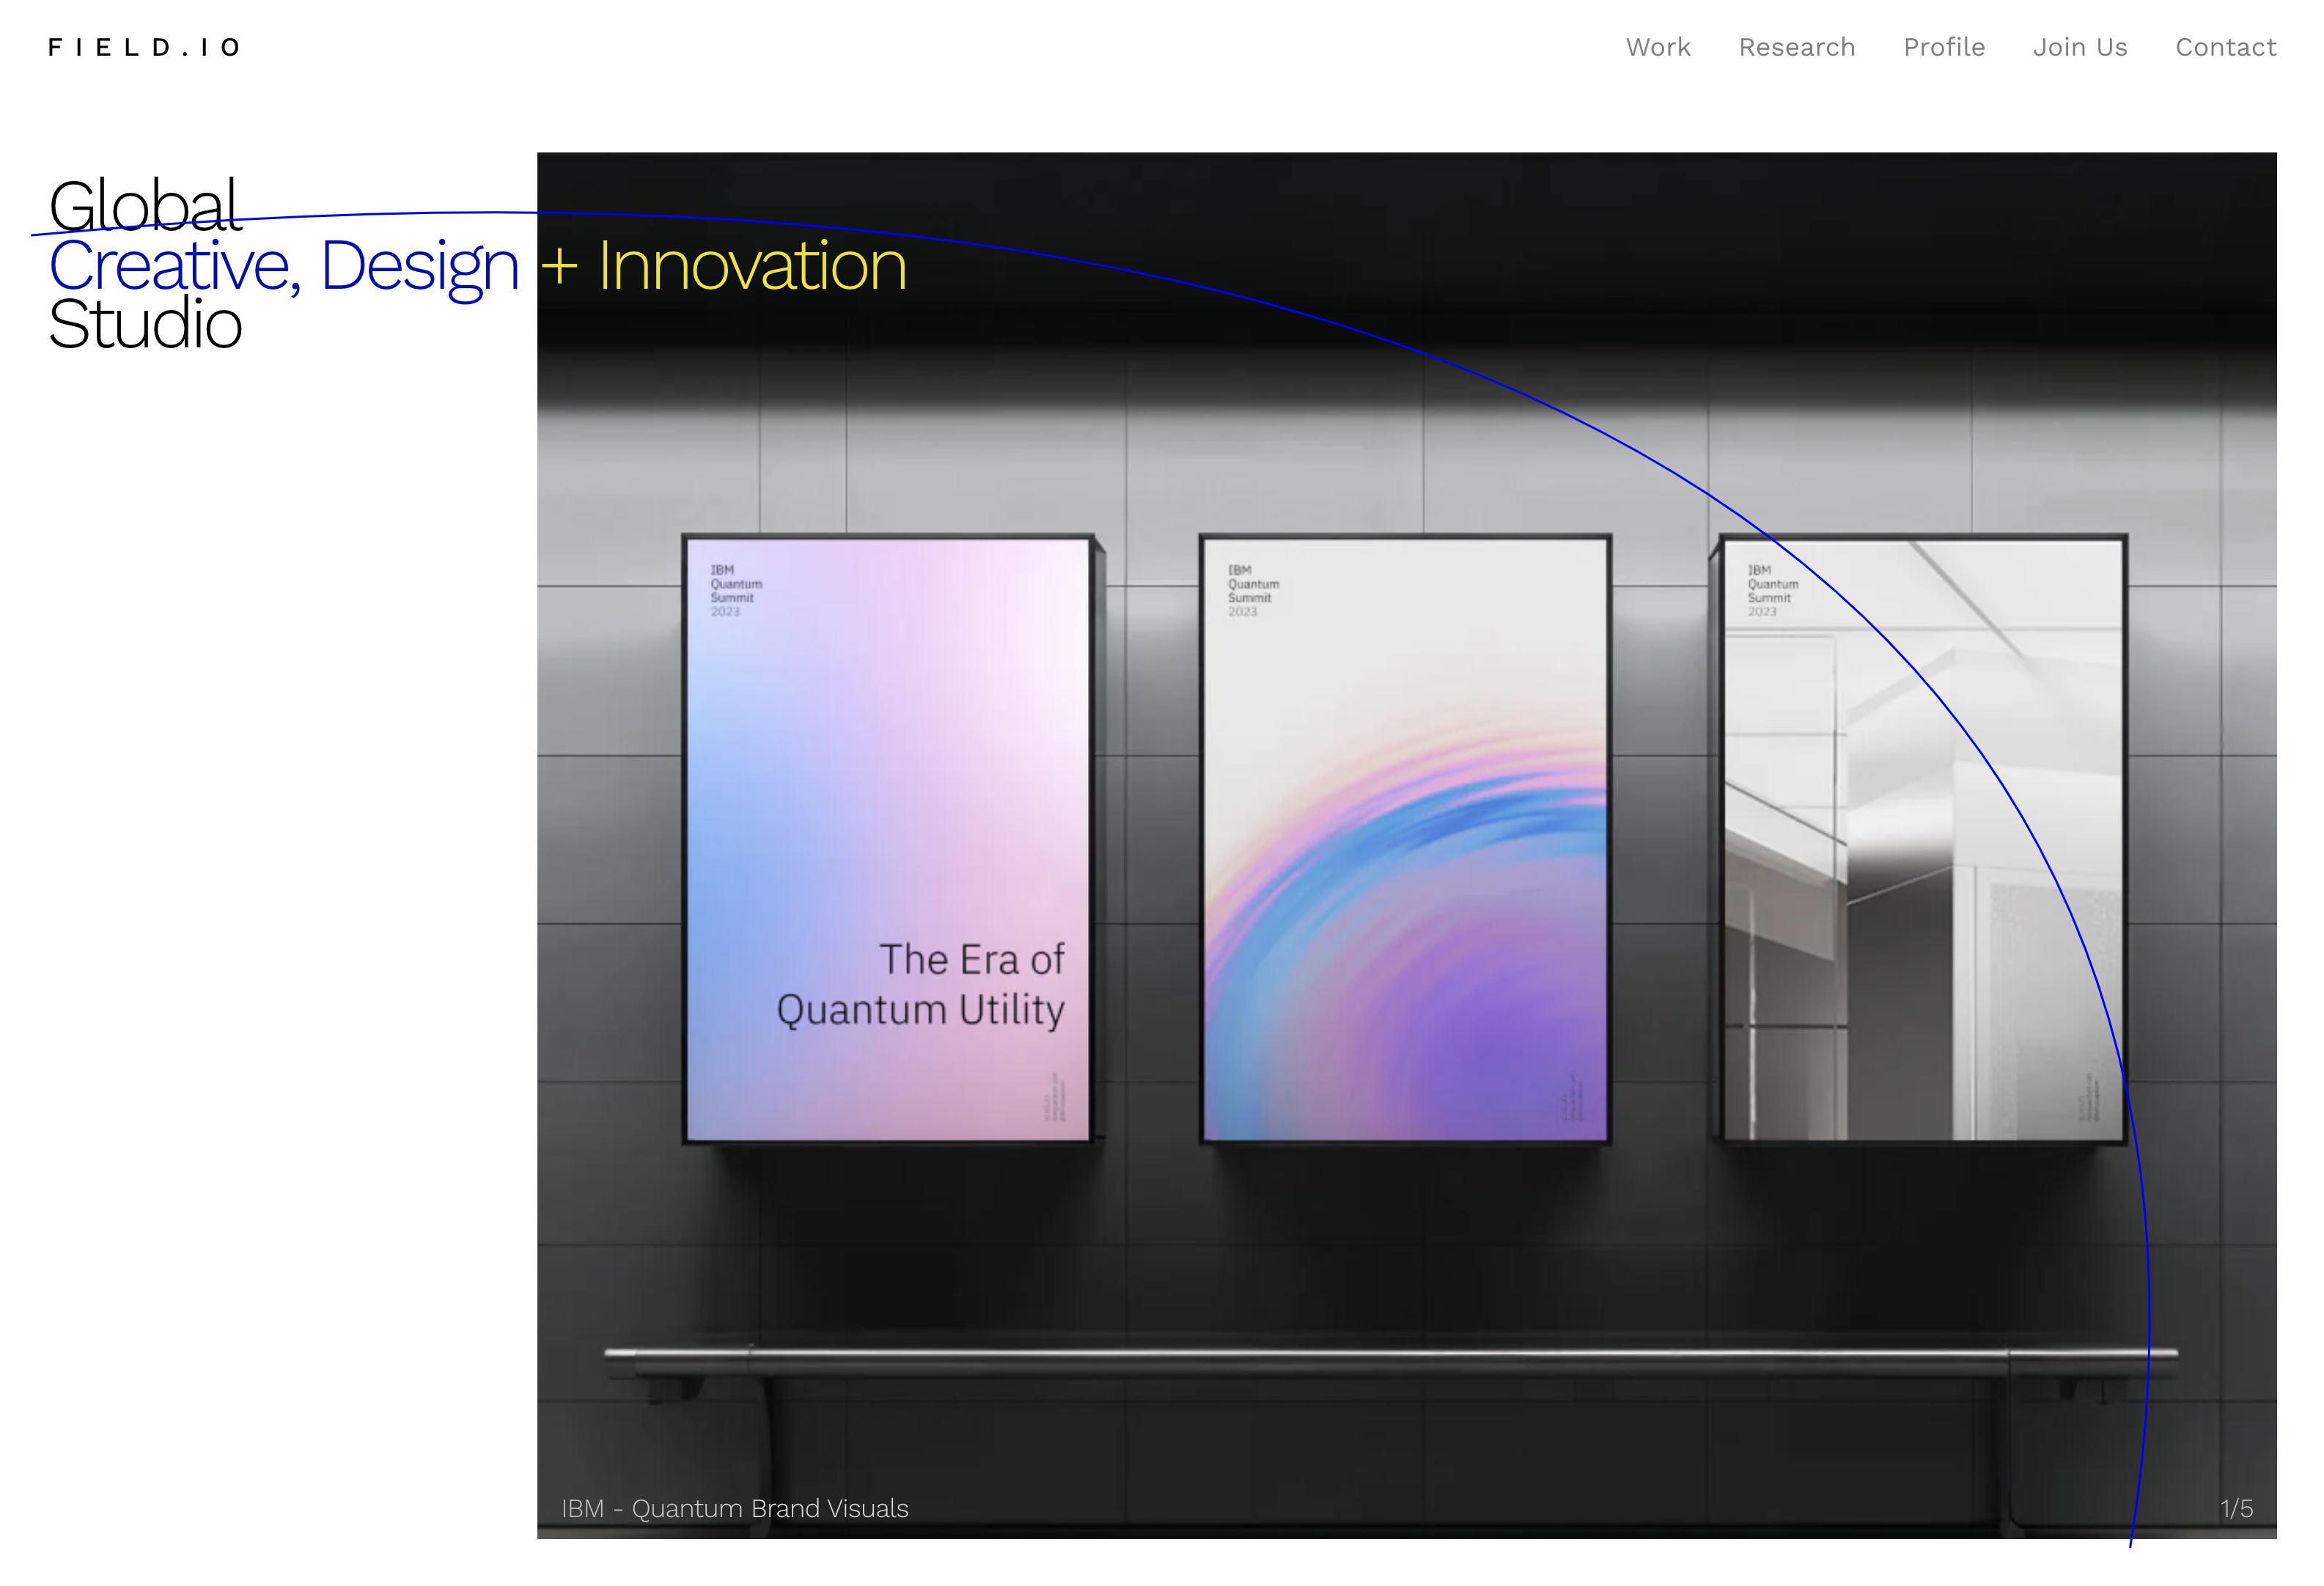 FIELD.IO
Work Research Profile Join Us Contact
Global
Creative, Design + Innovation
Studio
IBM
Quantum
Summit
2023
The Era of
Quantum Utility
IBM
Quantum
Summit
2023
IBM
Quantum
Summit
2023
IBM - Quantum Brand Visuals
1/5